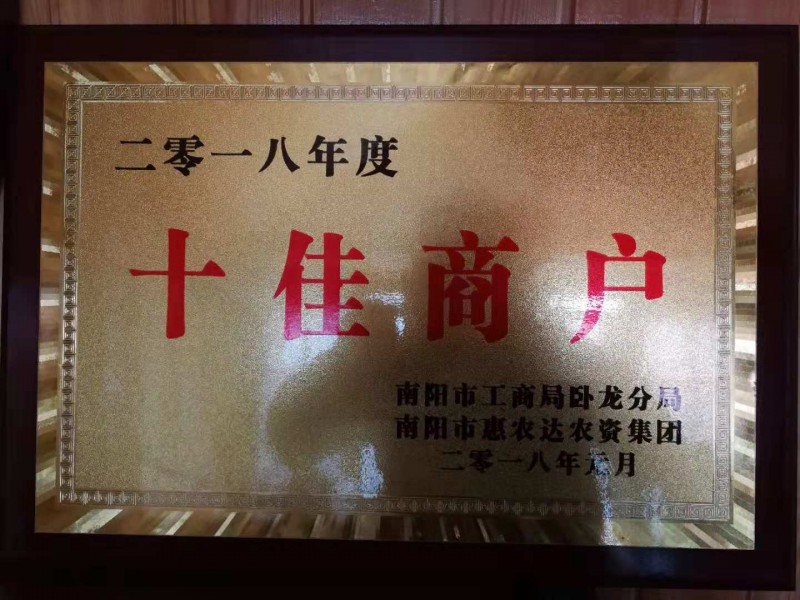 二零一八年度
十佳商户
南阳市工商局卧龙分局
南阳市惠农达农资集团
二零一八年元月